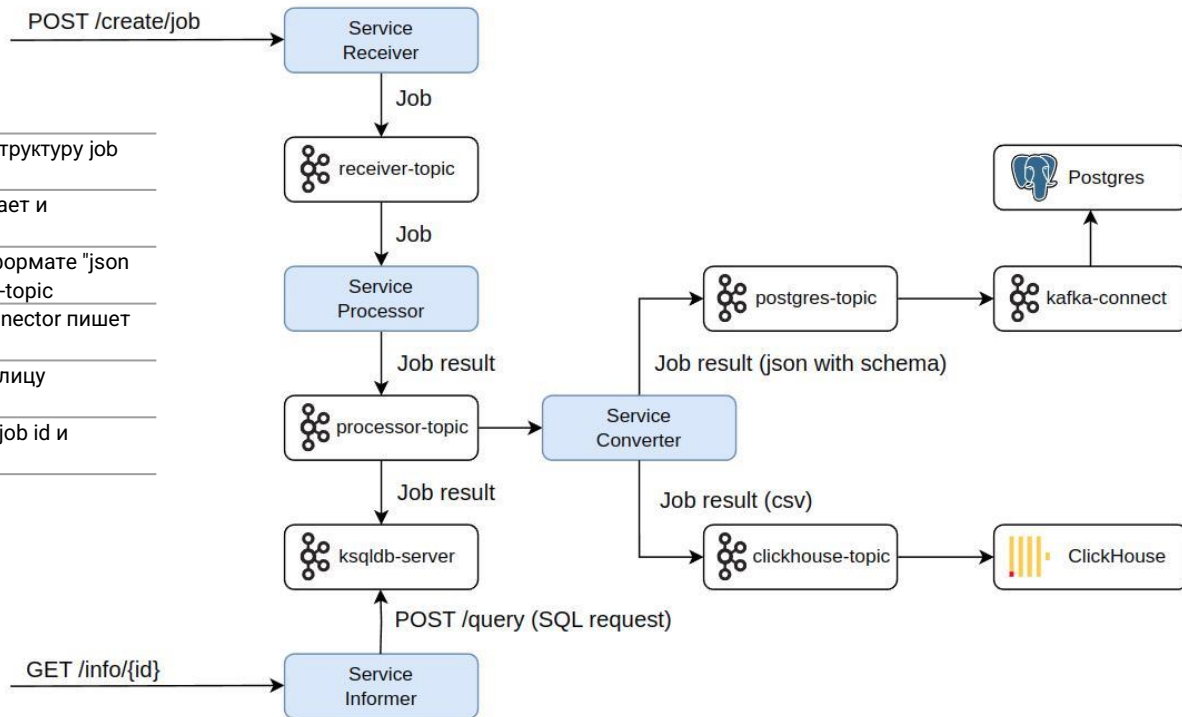 POST /create/job
Service
Receiver
Job
труктуру job
receiver-topic
Postgres
ает и
Job
ормате "json
-topic
Service
Processor
postgres-topic
kafka-connect
nector пишет
Job result
Job result (json with schema)
лицу
processor-topic
Service
Converter
job id и
Job result
Job result (csv)
ksqldb-server
clickhouse-topic
ClickHouse
POST /query (SQL request)
GET /info/{id}
Service
Informer